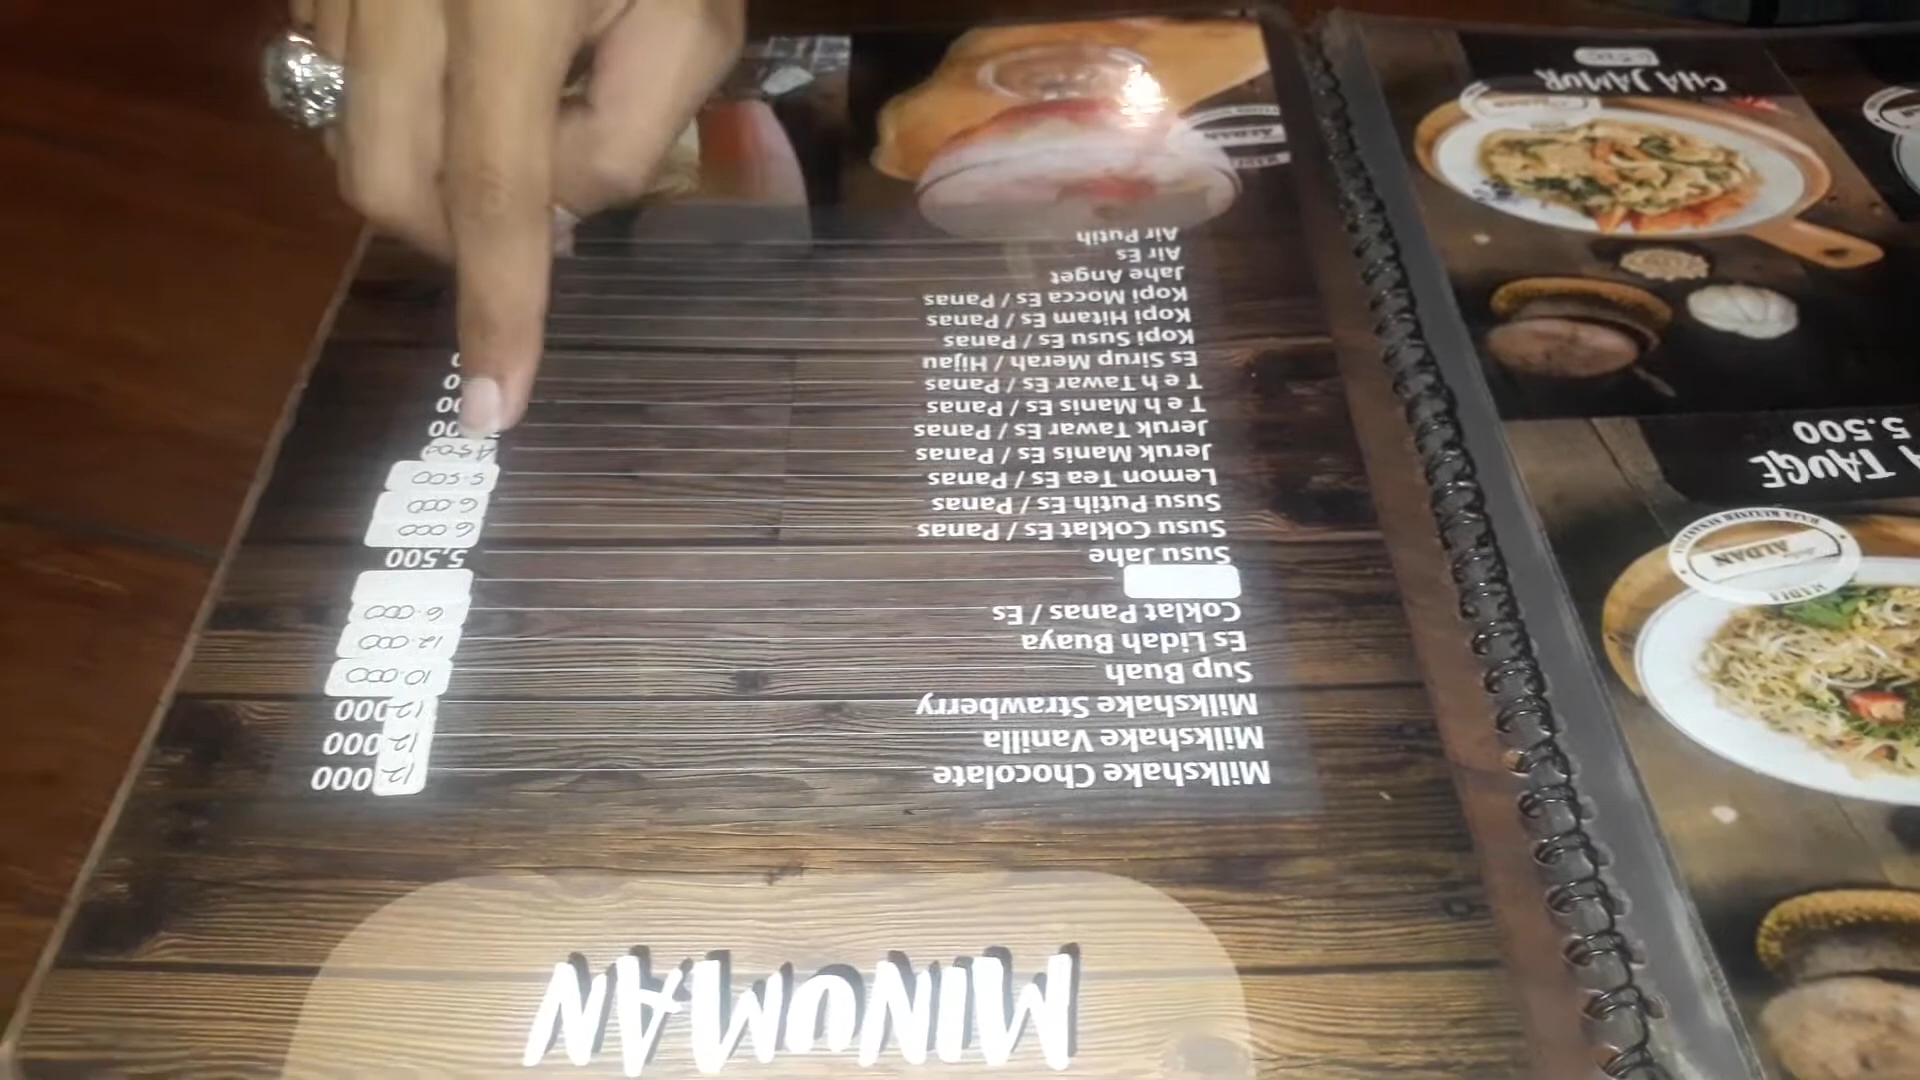 MINUMAN
Milkshake Chocolate 12 000
Milkshake Vanilla 12 000
Milkshake Strawberry 12 000
Sup Buah 10.000
Es Lidah Buaya 12.000
Coklat Panas / Es 6.000
Susu Jahe 5,500
Susu Coklat Es / Panas 6.000
Susu Putih Es / Panas 6.000
Lemon Tea Es / Panas 5.500
Jeruk Manis Es / Panas 4500
Jeruk Tawar Es / Panas
T e h Manis Es / Panas
T e h Tawar Es / Panas
Es Sirup Merah / Hijau
Kopi Susu Es / Panas
Kopi Hitam Es / Panas
Kopi Mocca Es / Panas
Jahe Anget
Air Es
Air Putih
ALDAN
TAUGE
5.500
ALDAN
CHA JAMUR